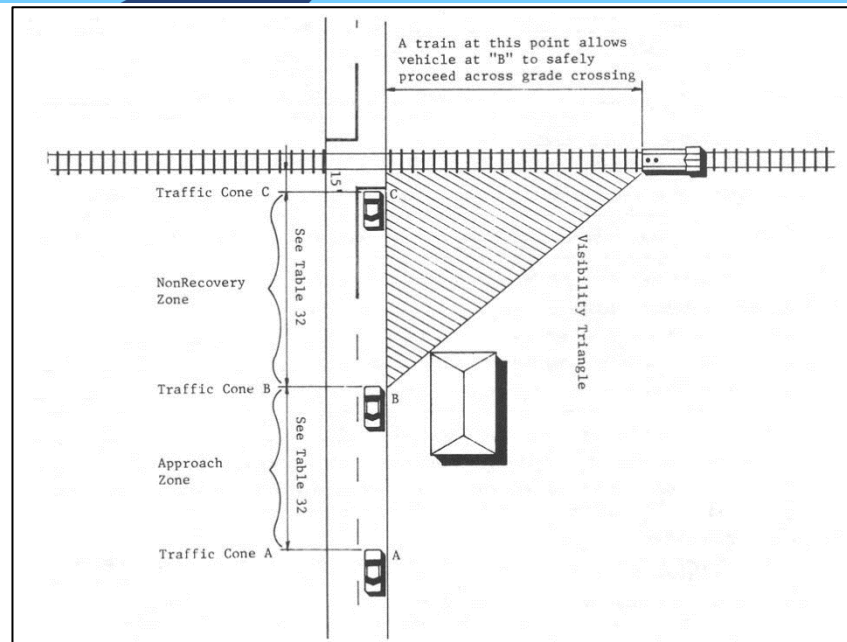 A train at this point allows
vehicle at "B" to safely
proceed across grade crossing
15'
Traffic Cone C
C
See Table 32
NonRecovery
Zone
Visibility Triangle
Traffic Cone B
B
See Table 32
Approach
Zone
Traffic Cone A
A